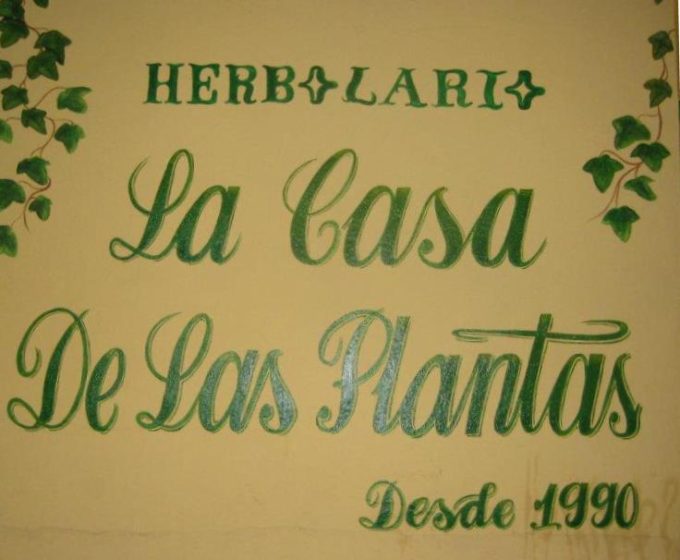 HERBOLARIO
La Casa
De Las Plantas
Desde 1990